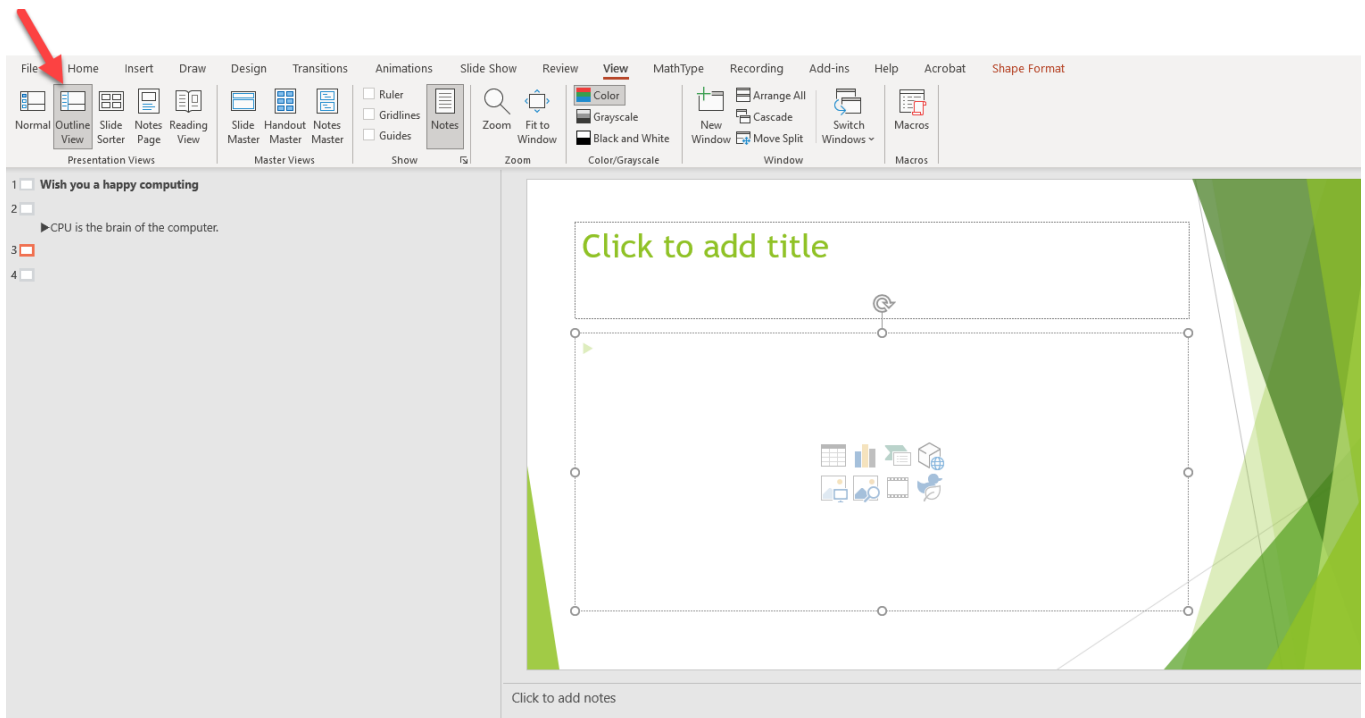 File Home Insert Draw Design Transitions Animations Slide Show Review View MathType Recording Add-ins Help Acrobat Shape Format
Normal Outline View Slide Sorter Notes Page Reading View
Presentation Views
Slide Master Handout Master Notes Master
Master Views
Ruler
Gridlines
Guides
Notes
Show
Zoom Fit to Window
Zoom
Color
Grayscale
Black and White
Color/Grayscale
New Window
Arrange All
Cascade
Move Split
Switch Windows
Window
Macros
Macros
1 Wish you a happy computing
2
▶CPU is the brain of the computer.
3
4
Click to add title
Click to add notes